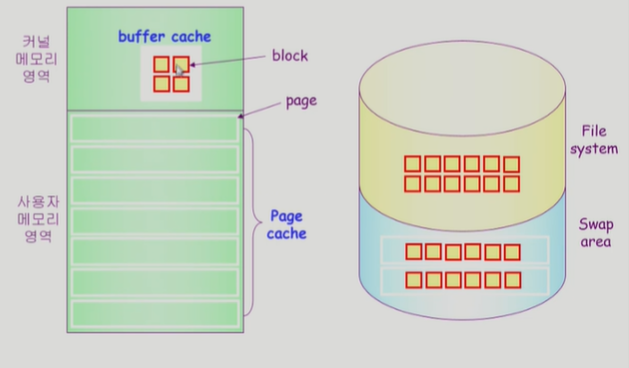 커널
메모리
영역
buffer cache
block
page
사용자
메모리
영역
Page
cache
File
system
Swap
area